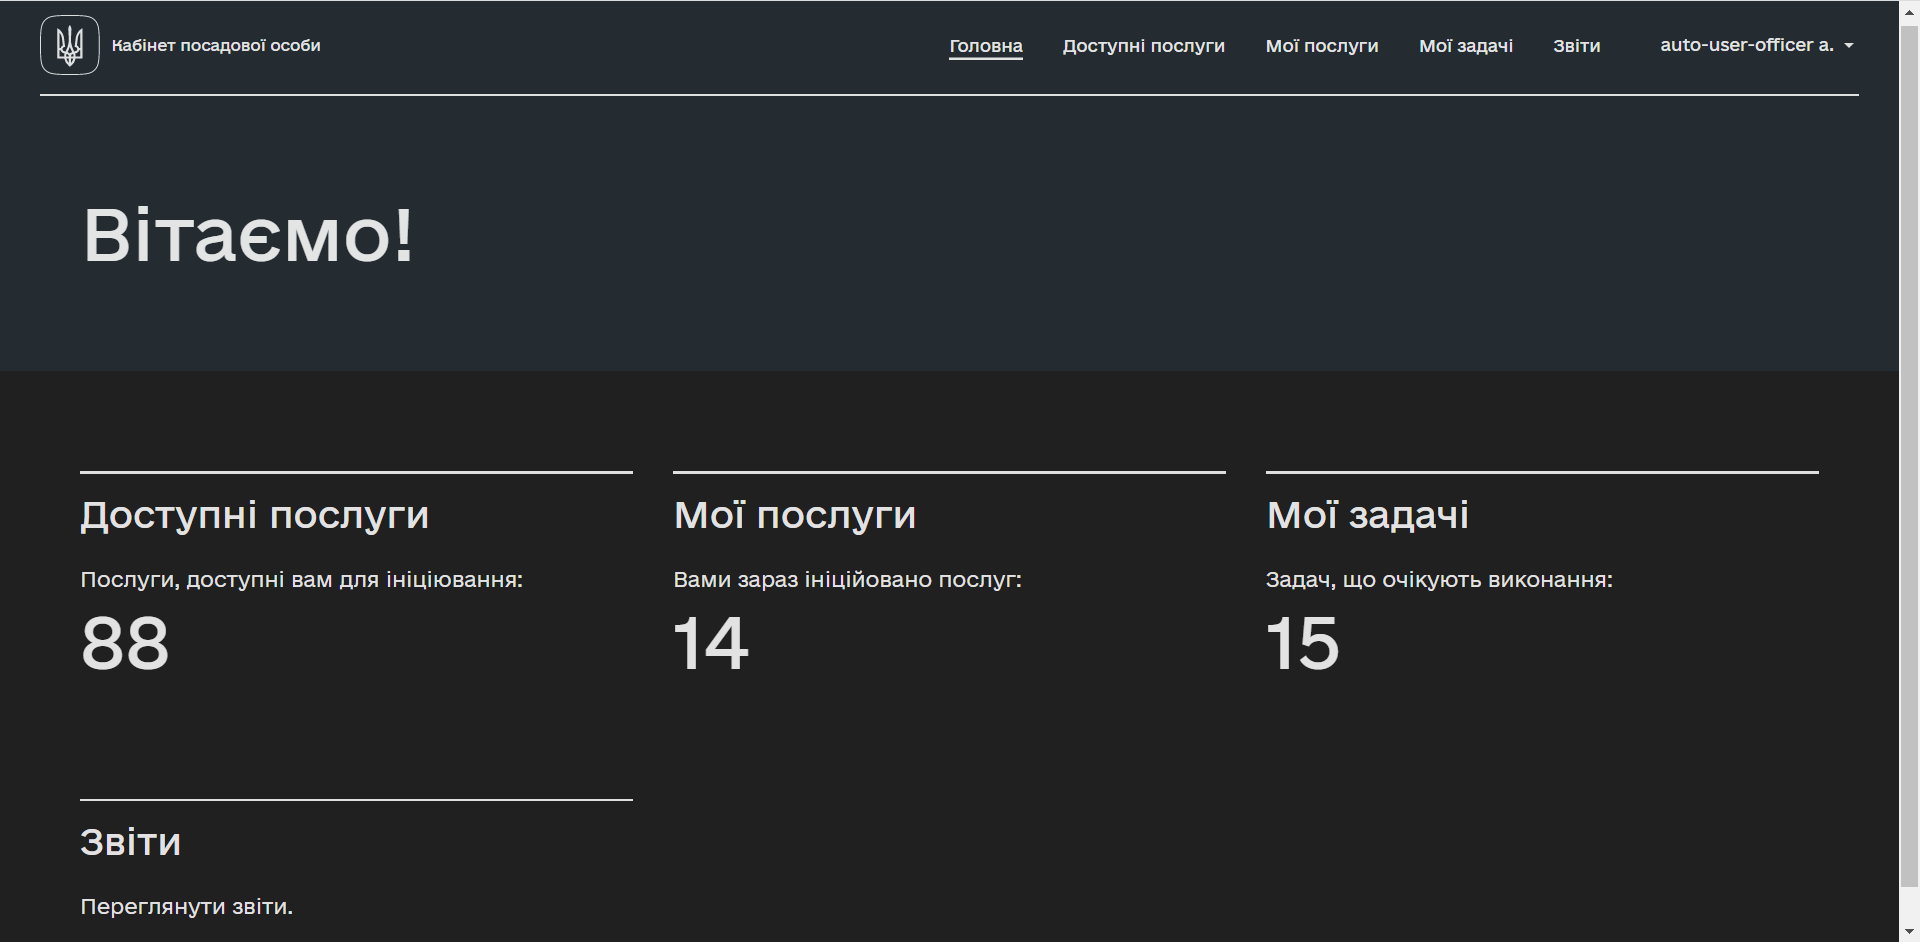 Кабінет посадової особи
Головна
Доступні послуги
Мої послуги
Мої задачі
Звіти
auto-user-officer a.
Вітаємо!
Доступні послуги
Послуги, доступні вам для ініціювання:
88
Мої послуги
Вами зараз ініційовано послуг:
14
Мої задачі
Задач, що очікують виконання:
15
Звіти
Переглянути звіти.